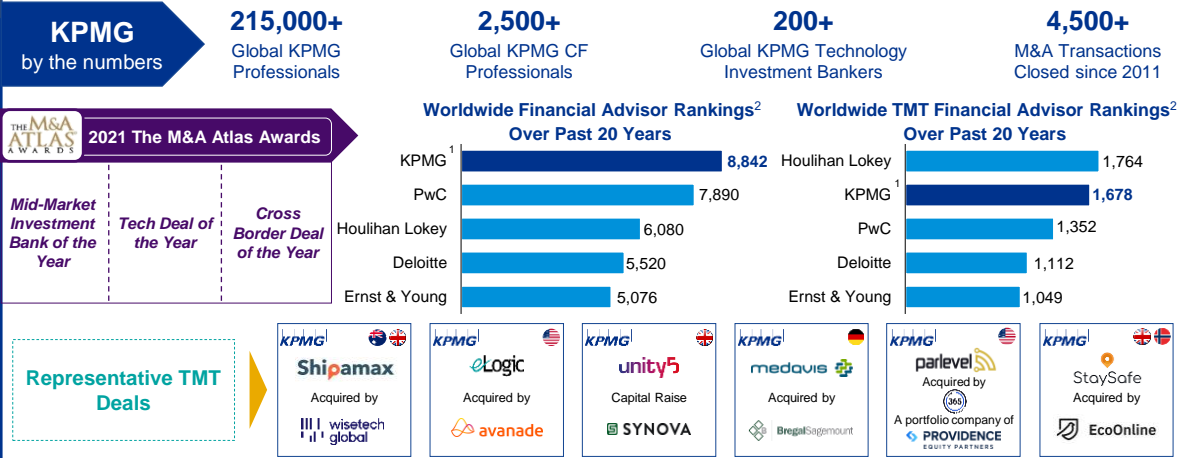 KPMG
by the numbers
215,000+
Global KPMG
Professionals
2,500+
Global KPMG CF
Professionals
200+
Global KPMG Technology
Investment Bankers
4,500+
M&A Transactions
Closed since 2011
THE M&A
ATLAS
AWARDS
2021 The M&A Atlas Awards
Mid-Market
Investment
Bank of the
Year
Tech Deal of
the Year
Cross
Border Deal
of the Year
Worldwide Financial Advisor Rankings2
Over Past 20 Years
KPMG 1
8,842
PwC
7,890
Houlihan Lokey
6,080
Deloitte
5,520
Ernst & Young
5,076
Worldwide TMT Financial Advisor Rankings2
Over Past 20 Years
Houlihan Lokey
1,764
KPMG 1
1,678
PwC
1,352
Deloitte
1,112
Ernst & Young
1,049
Representative TMT
Deals
KPMG
Shipamax
Acquired by
wisetech
global
KPMG
eLogic
Acquired by
avanade
KPMG
unity5
Capital Raise
SYNOVA
KPMG
medavis
Acquired by
BregalSagemount
KPMG
parlevel
Acquired by
365
A portfolio company of
PROVIDENCE
EQUITY PARTNERS
KPMG
StaySafe
Acquired by
EcoOnline